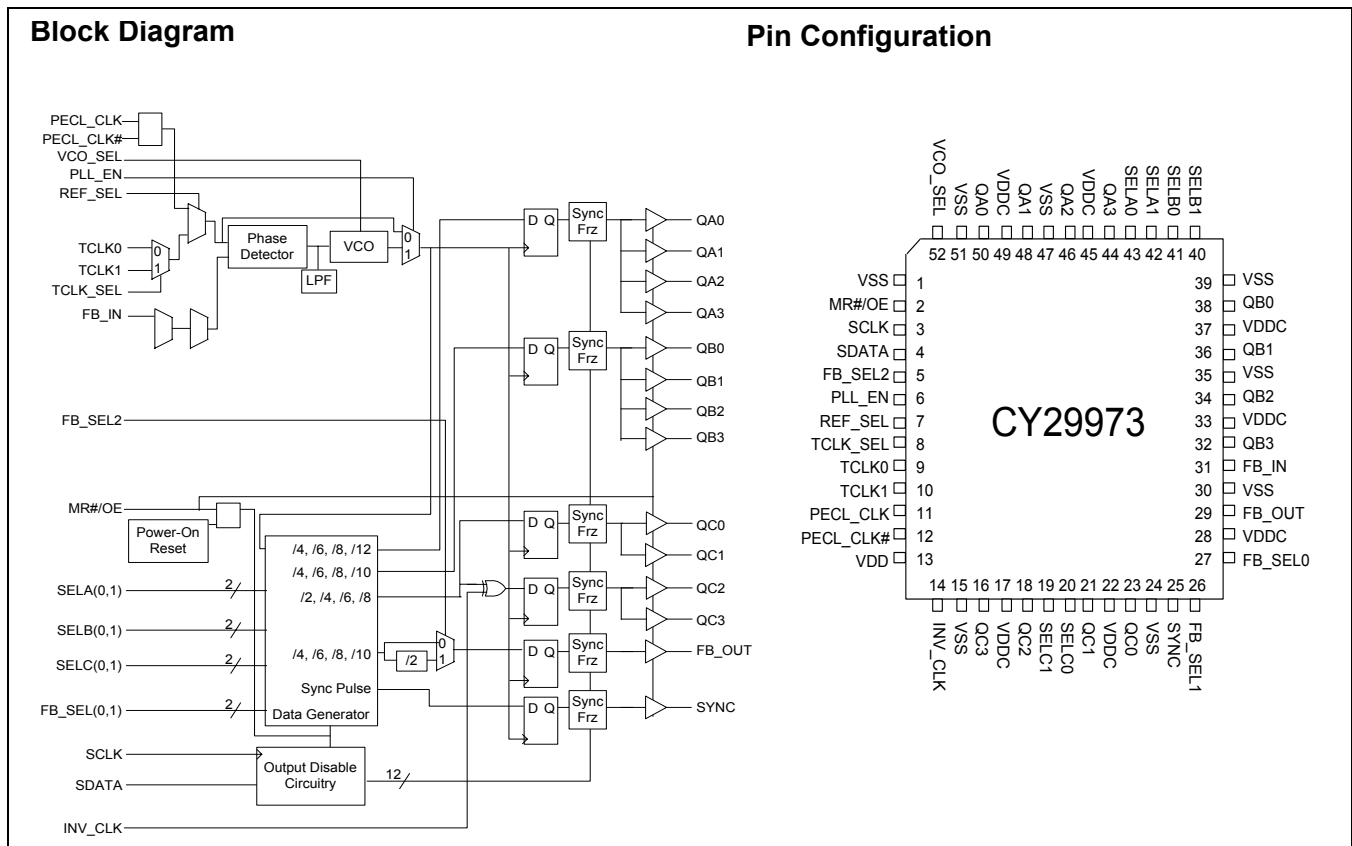 Block Diagram
Pin Configuration
PECL_CLK
PECL_CLK#
VCO_SEL
PLL_EN
REF_SEL
TCLK0
TCLK1
TCLK_SEL
FB_IN
0
1
Phase
Detector
LPF
VCO
0
1
FB_SEL2
MR#/OE
Power-On
Reset
SELA(0,1)
2
SELB(0,1)
2
SELC(0,1)
2
FB_SEL(0,1)
2
SCLK
SDATA
INV_CLK
/4, /6, /8, /12
/4, /6, /8, /10
/2, /4, /6, /8
/4, /6, /8, /10
/2
0
1
Sync Pulse
Data Generator
Output Disable
Circuitry
12
D Q
Sync
Frz
QA0
QA1
QA2
QA3
D Q
Sync
Frz
QB0
QB1
QB2
QB3
D Q
Sync
Frz
QC0
QC1
D Q
Sync
Frz
QC2
QC3
D Q
Sync
Frz
FB_OUT
D Q
Sync
Frz
SYNC
VCO_SEL
VSS
QA0
VDDC
QA1
VSS
QA2
VDDC
QA3
SELA0
SELA1
SELB0
SELB1
52 51 50 49 48 47 46 45 44 43 42 41 40
VSS 1
MR#/OE 2
SCLK 3
SDATA 4
FB_SEL2 5
PLL_EN 6
REF_SEL 7
TCLK_SEL 8
TCLK0 9
TCLK1 10
PECL_CLK 11
PECL_CLK# 12
VDD 13
CY29973
39 VSS
38 QB0
37 VDDC
36 QB1
35 VSS
34 QB2
33 VDDC
32 QB3
31 FB_IN
30 VSS
29 FB_OUT
28 VDDC
27 FB_SEL0
14 15 16 17 18 19 20 21 22 23 24 25 26
INV_CLK
VSS
QC3
VDDC
QC2
SELC1
SELC0
QC1
VDDC
QC0
VSS
SYNC
FB_SEL1